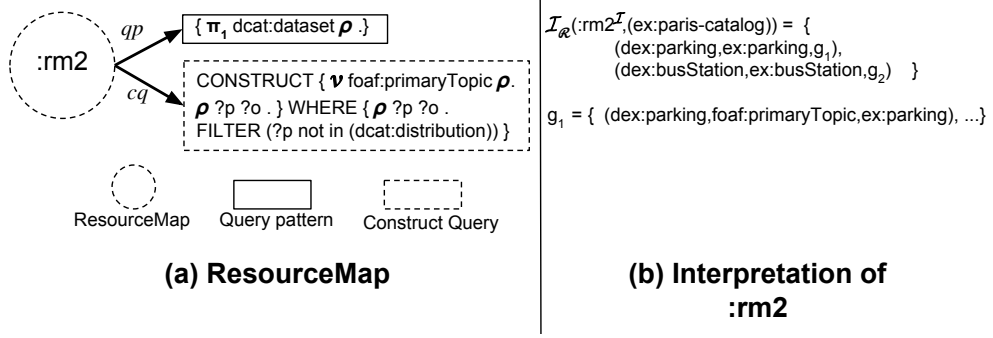 qp
{ π₁ dcat:dataset ρ .}
:rm2
cq
CONSTRUCT { ν foaf:primaryTopic ρ.
ρ ?p ?o . } WHERE { ρ ?p ?o .
FILTER (?p not in (dcat:distribution)) }
ResourceMap
Query pattern
Construct Query
(a) ResourceMap
ℐ_ℛ(:rm2^ℐ,(ex:paris-catalog)) = {
(dex:parking,ex:parking,g₁),
(dex:busStation,ex:busStation,g₂) }
g₁ = { (dex:parking,foaf:primaryTopic,ex:parking), ...}
(b) Interpretation of
:rm2